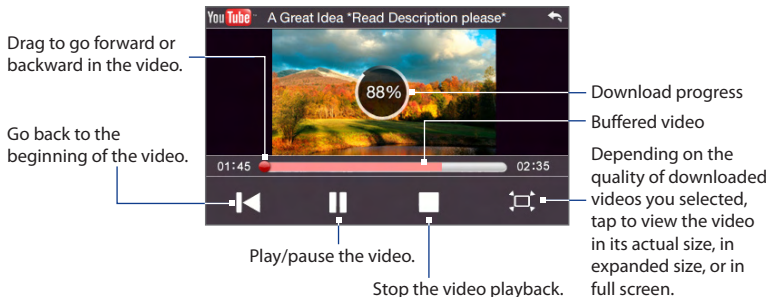 YouTube A Great Idea *Read Description please*
Drag to go forward or
backward in the video.
88%
Download progress
Buffered video
Go back to the
beginning of the video.
01:45
02:35
Depending on the
quality of downloaded
videos you selected,
tap to view the video
in its actual size, in
expanded size, or in
full screen.
Play/pause the video.
Stop the video playback.